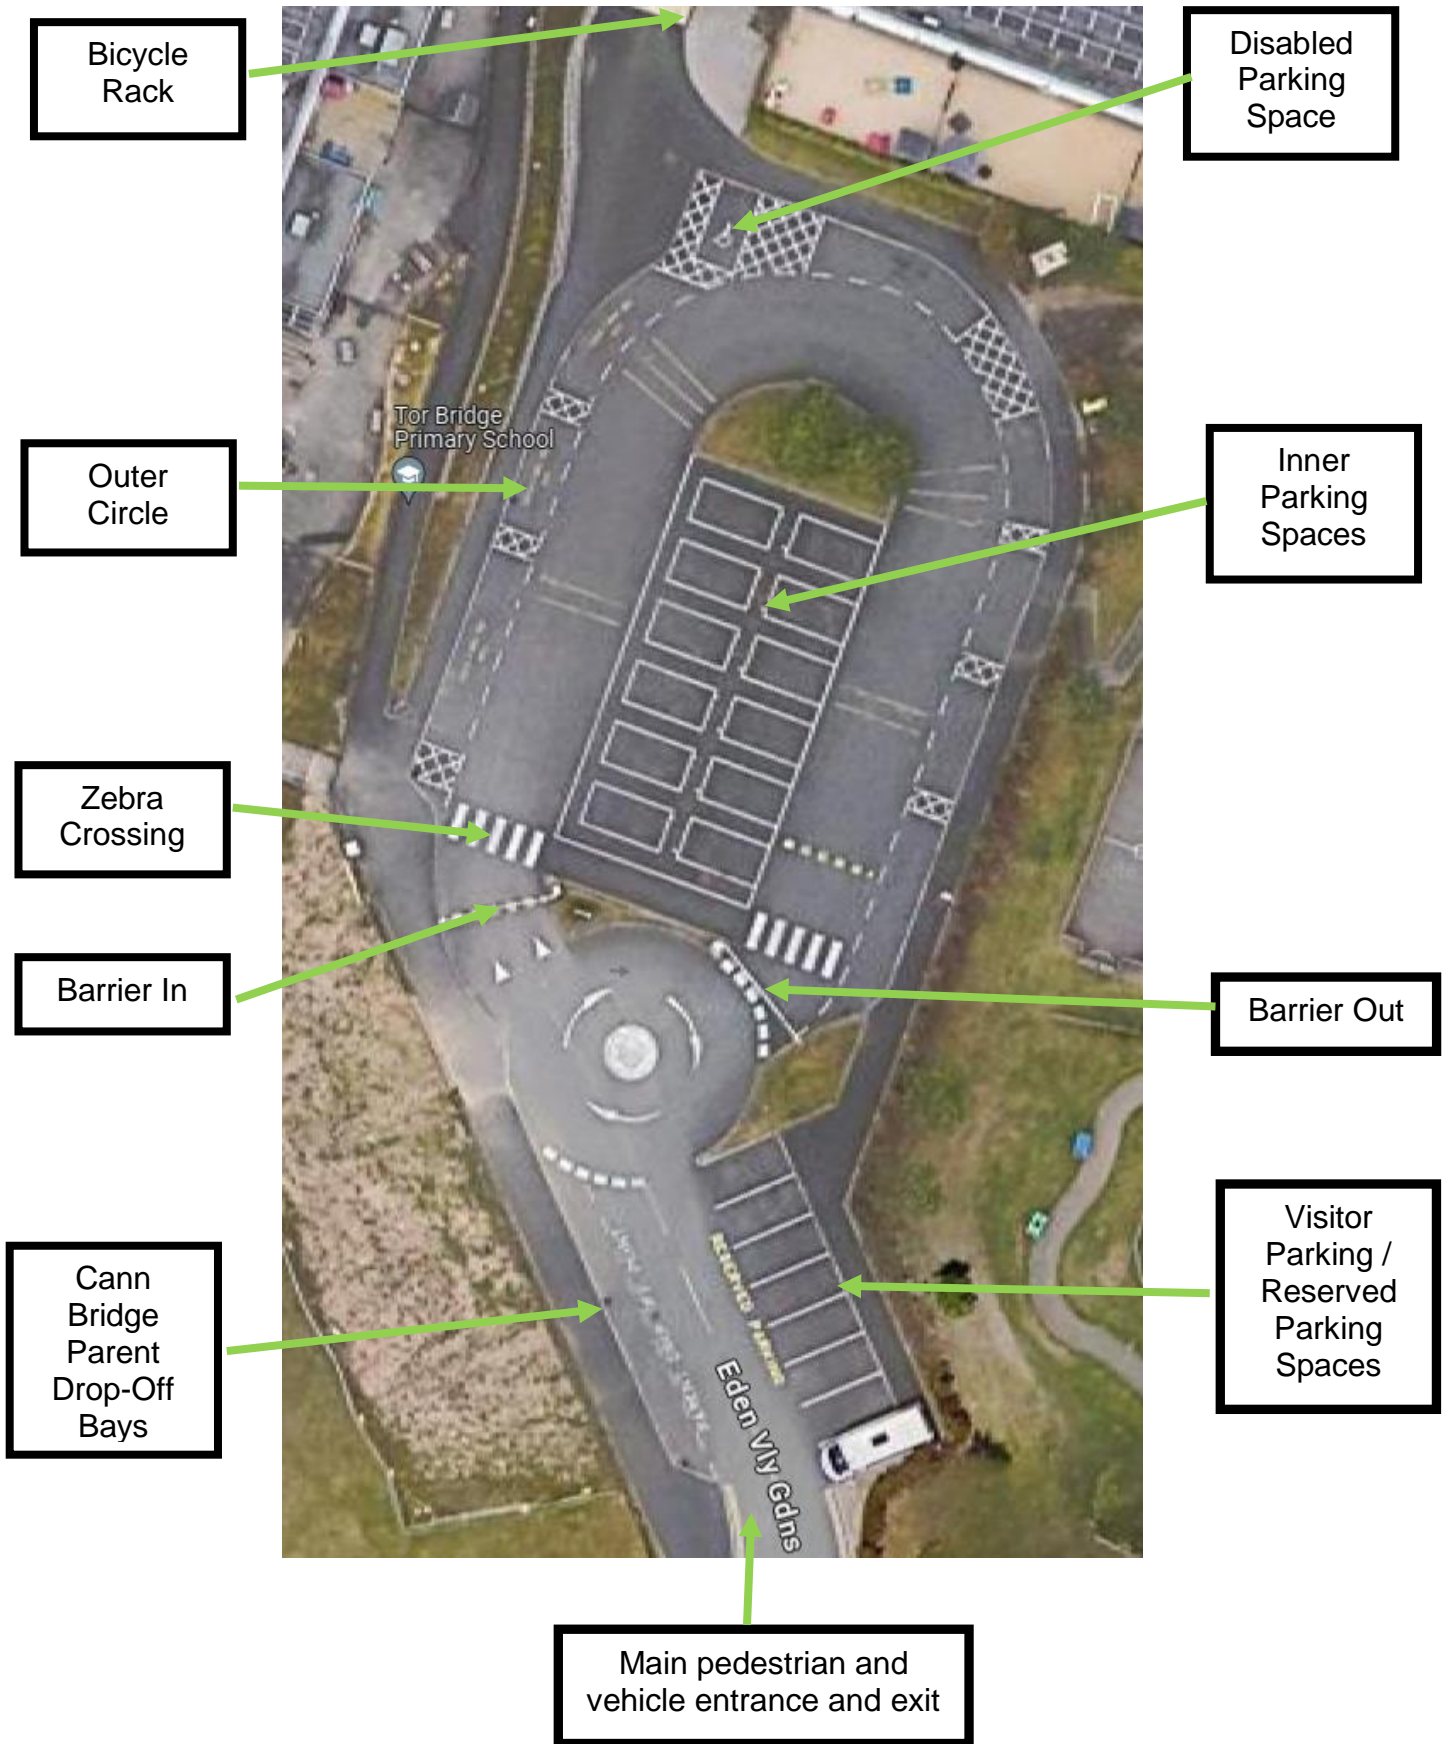 Bicycle
Rack
Disabled
Parking
Space
Tor Bridge
Primary School
Outer
Circle
Inner
Parking
Spaces
Zebra
Crossing
Barrier In
Barrier Out
Cann
Bridge
Parent
Drop-Off
Bays
RESERVED PARKING
Eden Vly Gdns
Visitor
Parking /
Reserved
Parking
Spaces
Main pedestrian and
vehicle entrance and exit